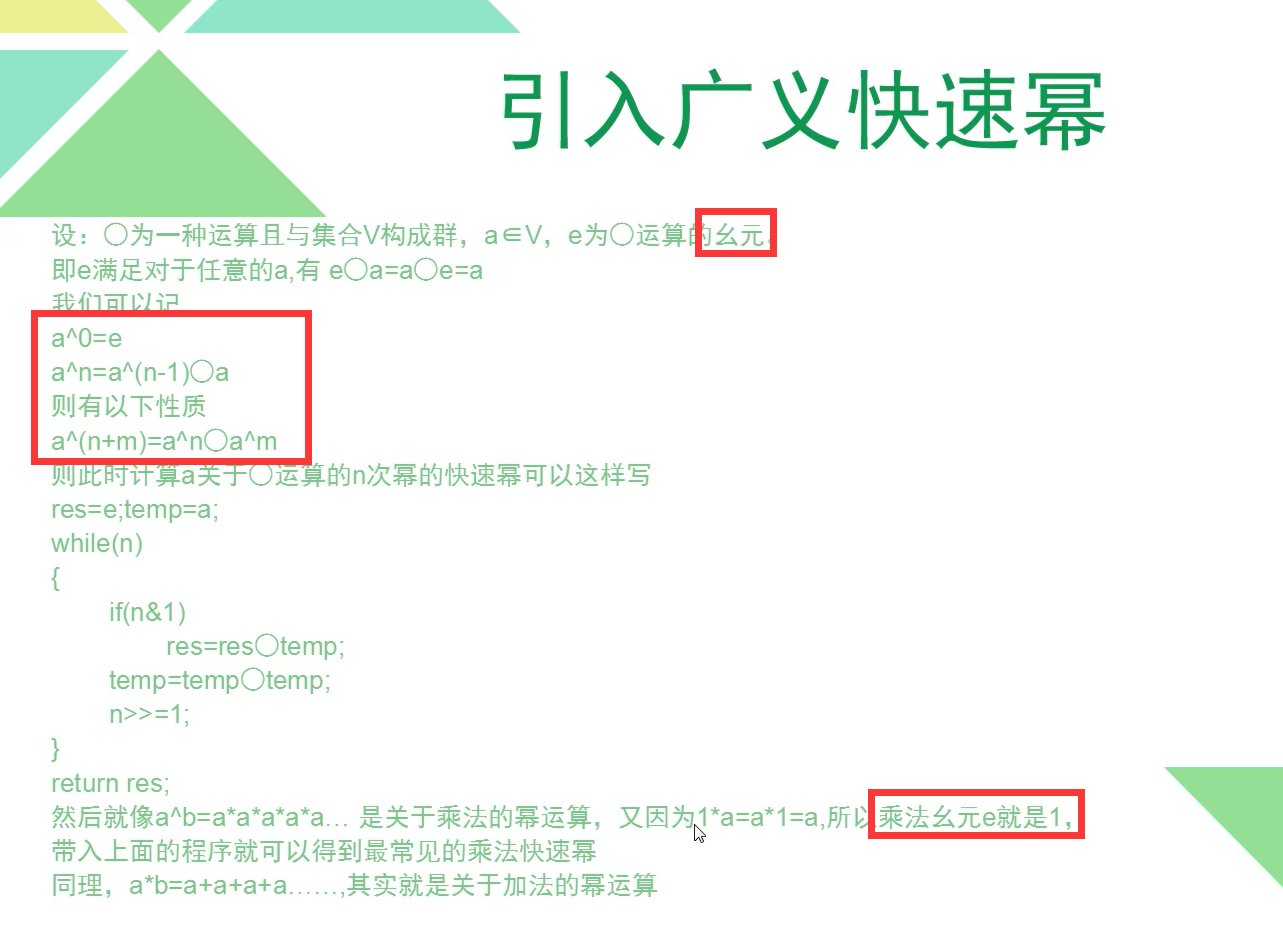 引入广义快速幂
设：〇为一种运算且与集合V构成群，a∈V，e为〇运算的幺元，
即e满足对于任意的a,有 e〇a=a〇e=a
我们可以记
a^0=e
a^n=a^(n-1)〇a
则有以下性质
a^(n+m)=a^n〇a^m
则此时计算a关于〇运算的n次幂的快速幂可以这样写
res=e;temp=a;
while(n)
{
if(n&1)
res=res〇temp;
temp=temp〇temp;
n>>=1;
}
return res;
然后就像a^b=a*a*a*a*a… 是关于乘法的幂运算，又因为1*a=a*1=a,所以乘法幺元e就是1，
带入上面的程序就可以得到最常见的乘法快速幂
同理，a*b=a+a+a+a……,其实就是关于加法的幂运算